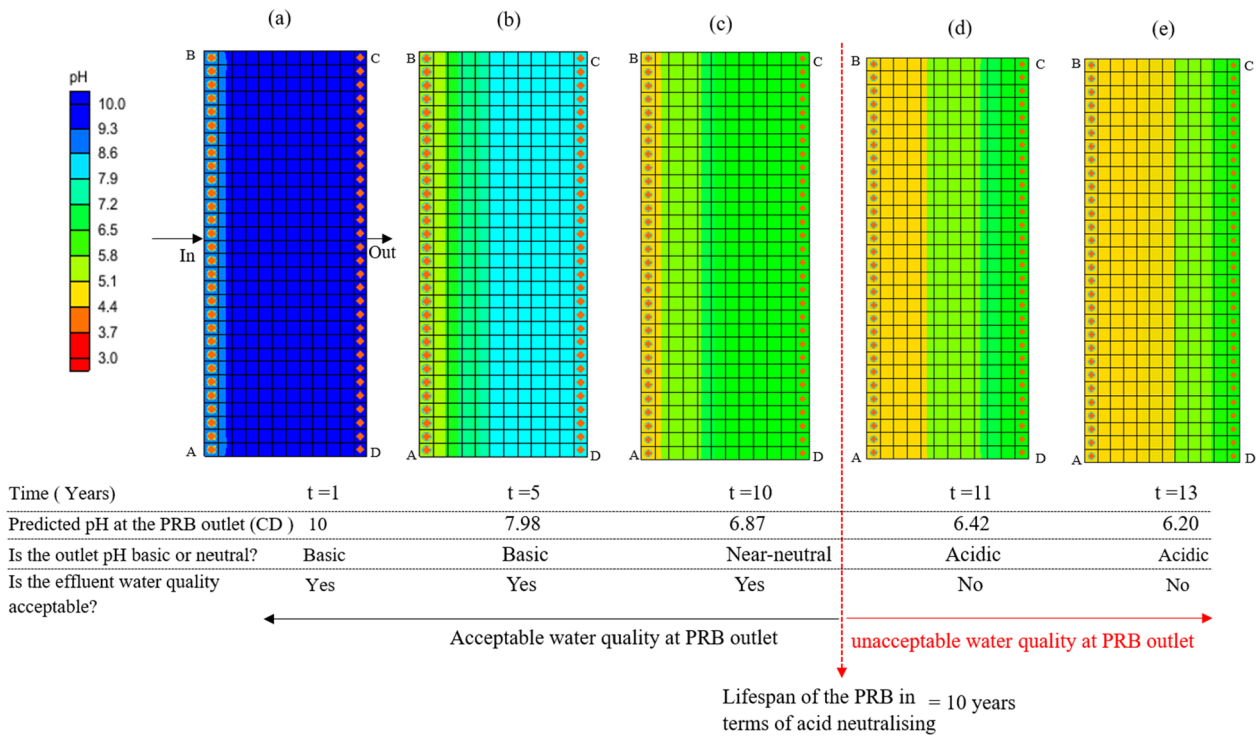 (a) (b) (c) (d) (e)
B C B C B C B C B C
pH
10.0
9.3
8.6
7.9
7.2
6.5
5.8
5.1
4.4
3.7
3.0
In Out
A D A D A D A D A D
Time ( Years) t =1 t =5 t =10 t =11 t =13
Predicted pH at the PRB outlet (CD ) 10 7.98 6.87 6.42 6.20
Is the outlet pH basic or neutral? Basic Basic Near-neutral Acidic Acidic
Is the effluent water quality
acceptable? Yes Yes Yes No No
Acceptable water quality at PRB outlet
unacceptable water quality at PRB outlet
Lifespan of the PRB in
terms of acid neutralising = 10 years